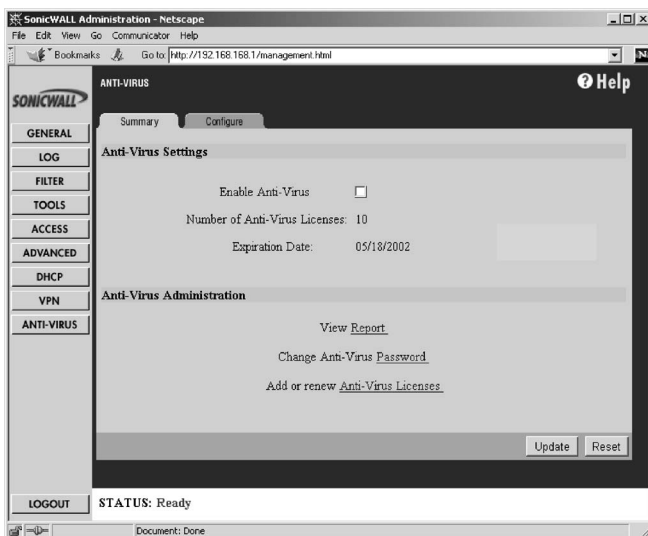 SonicWALL Administration - Netscape
File Edit View Go Communicator Help
Bookmarks Go to: http://192.168.168.1/management.html
N
SONICWALL
ANTI-VIRUS
? Help
Summary Configure
GENERAL
LOG
FILTER
TOOLS
ACCESS
ADVANCED
DHCP
VPN
ANTI-VIRUS
Anti-Virus Settings
Enable Anti-Virus
Number of Anti-Virus Licenses: 10
Expiration Date: 05/18/2002
Anti-Virus Administration
View Report
Change Anti-Virus Password
Add or renew Anti-Virus Licenses
Update Reset
LOGOUT
STATUS: Ready
Document: Done